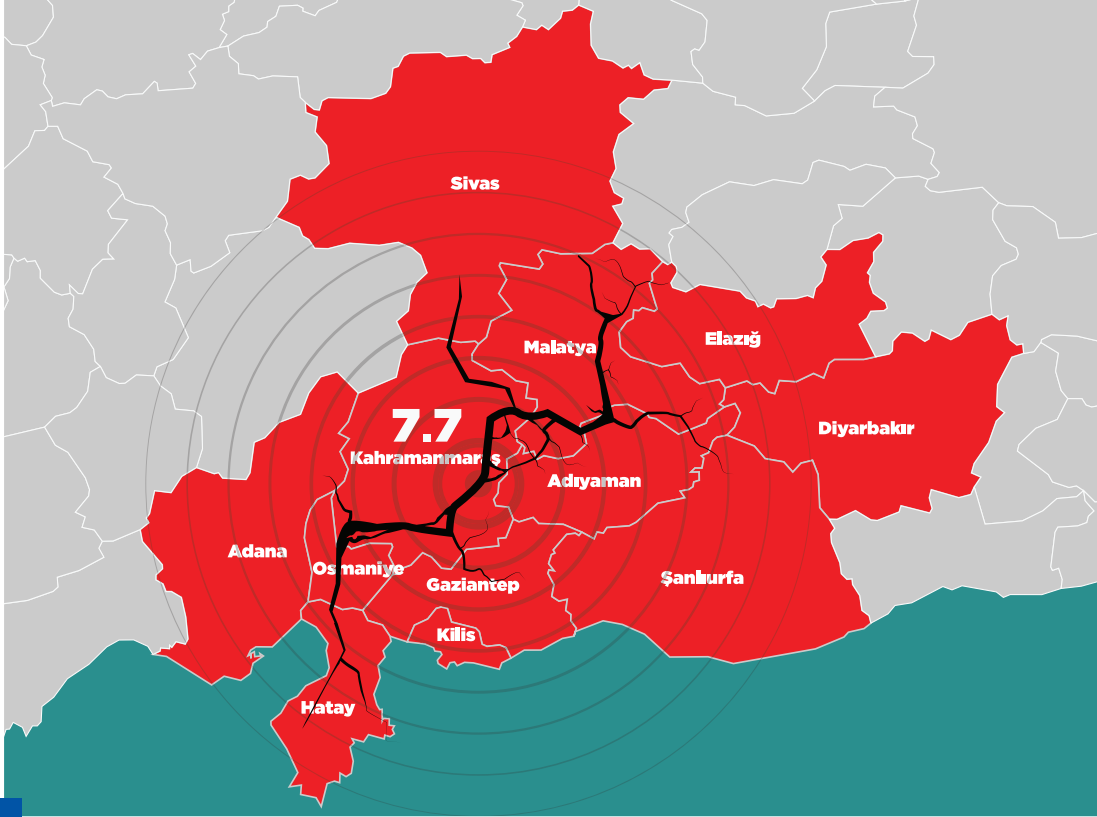 Sivas
Elazığ
Malatya
7.7
Diyarbakır
Kahramanmaraş
Adıyaman
Adana
Osmaniye
Gaziantep
Şanlıurfa
Kilis
Hatay